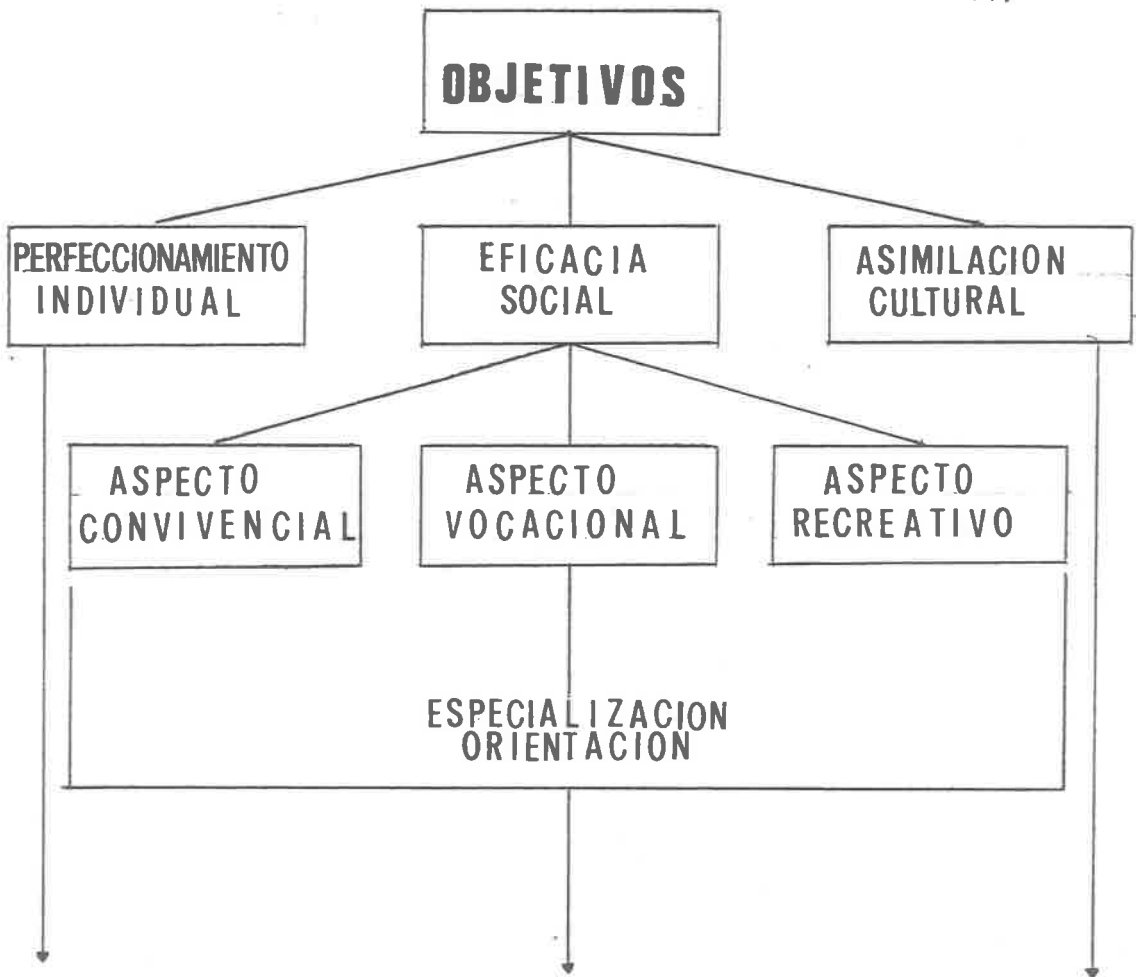 OBJETIVOS
PERFECCIONAMIENTO
INDIVIDUAL
EFICACIA
SOCIAL
ASIMILACION
CULTURAL
ASPECTO
CONVIVENCIAL
ASPECTO
VOCACIONAL
ASPECTO
RECREATIVO
ESPECIALIZACION
ORIENTACION